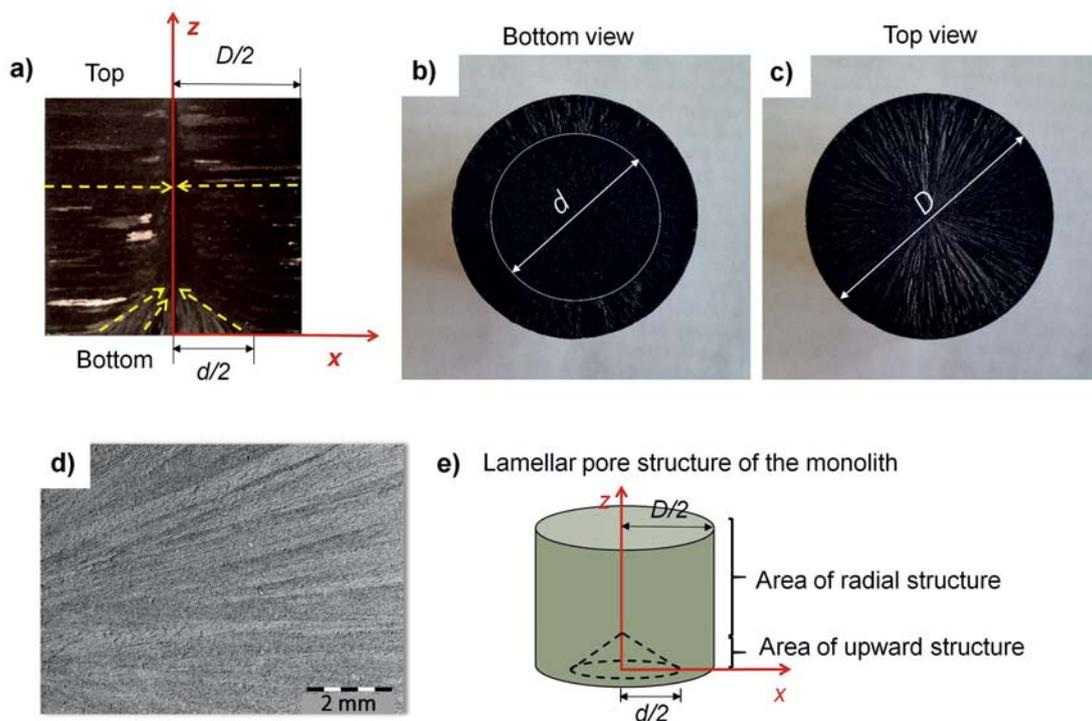 a)
Top
z
D/2
Bottom
d/2
x
Bottom view
b)
d
Top view
c)
D
d)
2 mm
e) Lamellar pore structure of the monolith
z
D/2
Area of radial structure
Area of upward structure
x
d/2